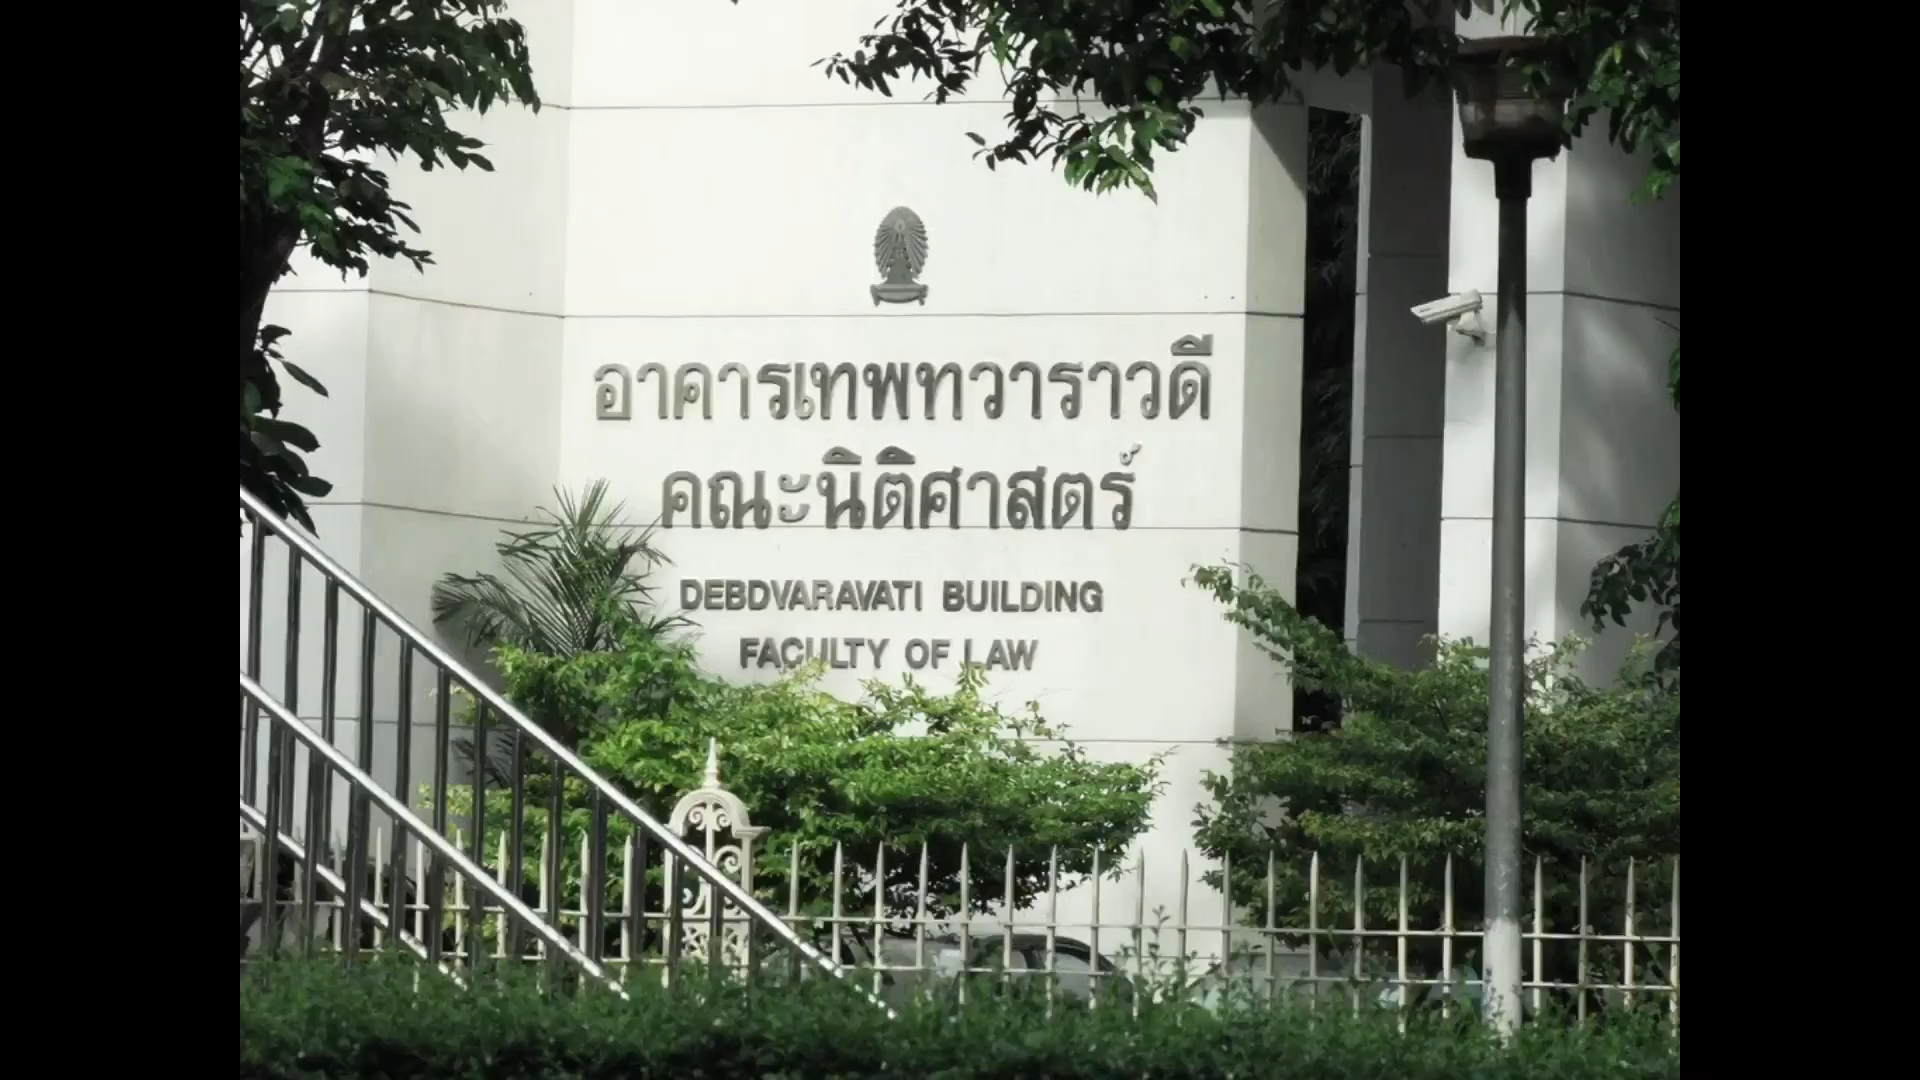 อาคารเทพทวาราวดี
คณะนิติศาสตร์
DEBDVARAVATI BUILDING
FACULTY OF LAW